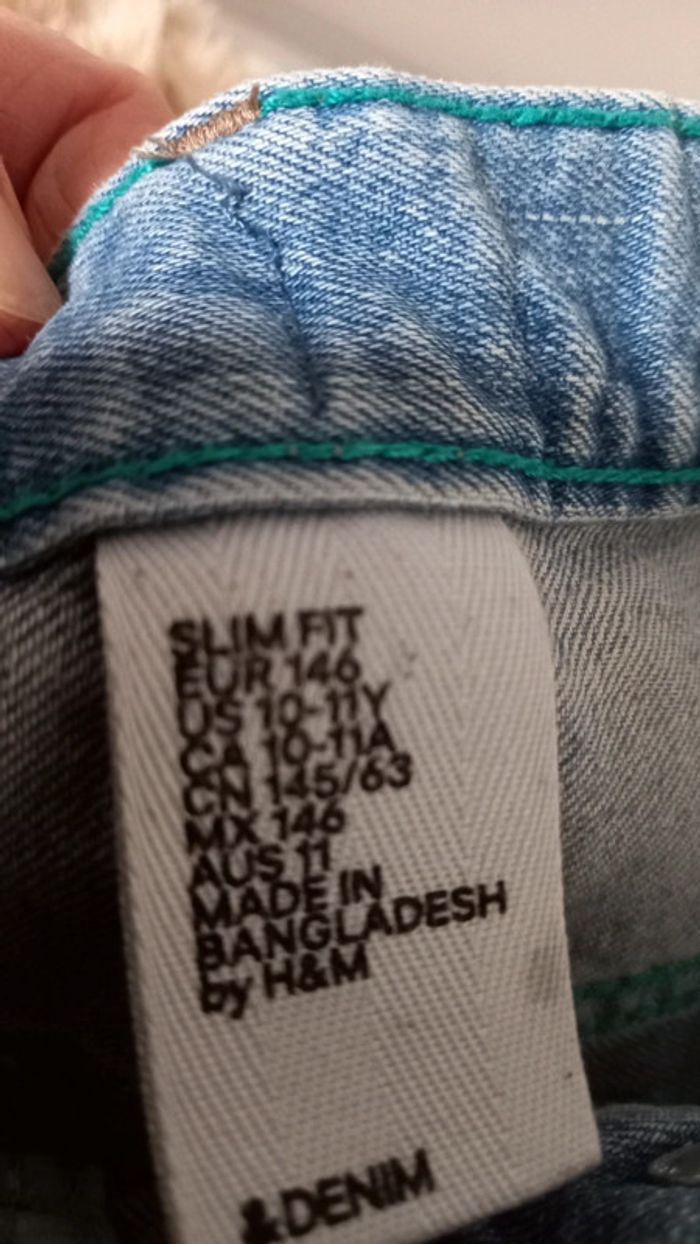 SLIM FIT
EUR 146
US 10-11Y
CA 10-11A
CN 145/63
MX 146
AUS 11
MADE IN
BANGLADESH
by H&M
&DENIM